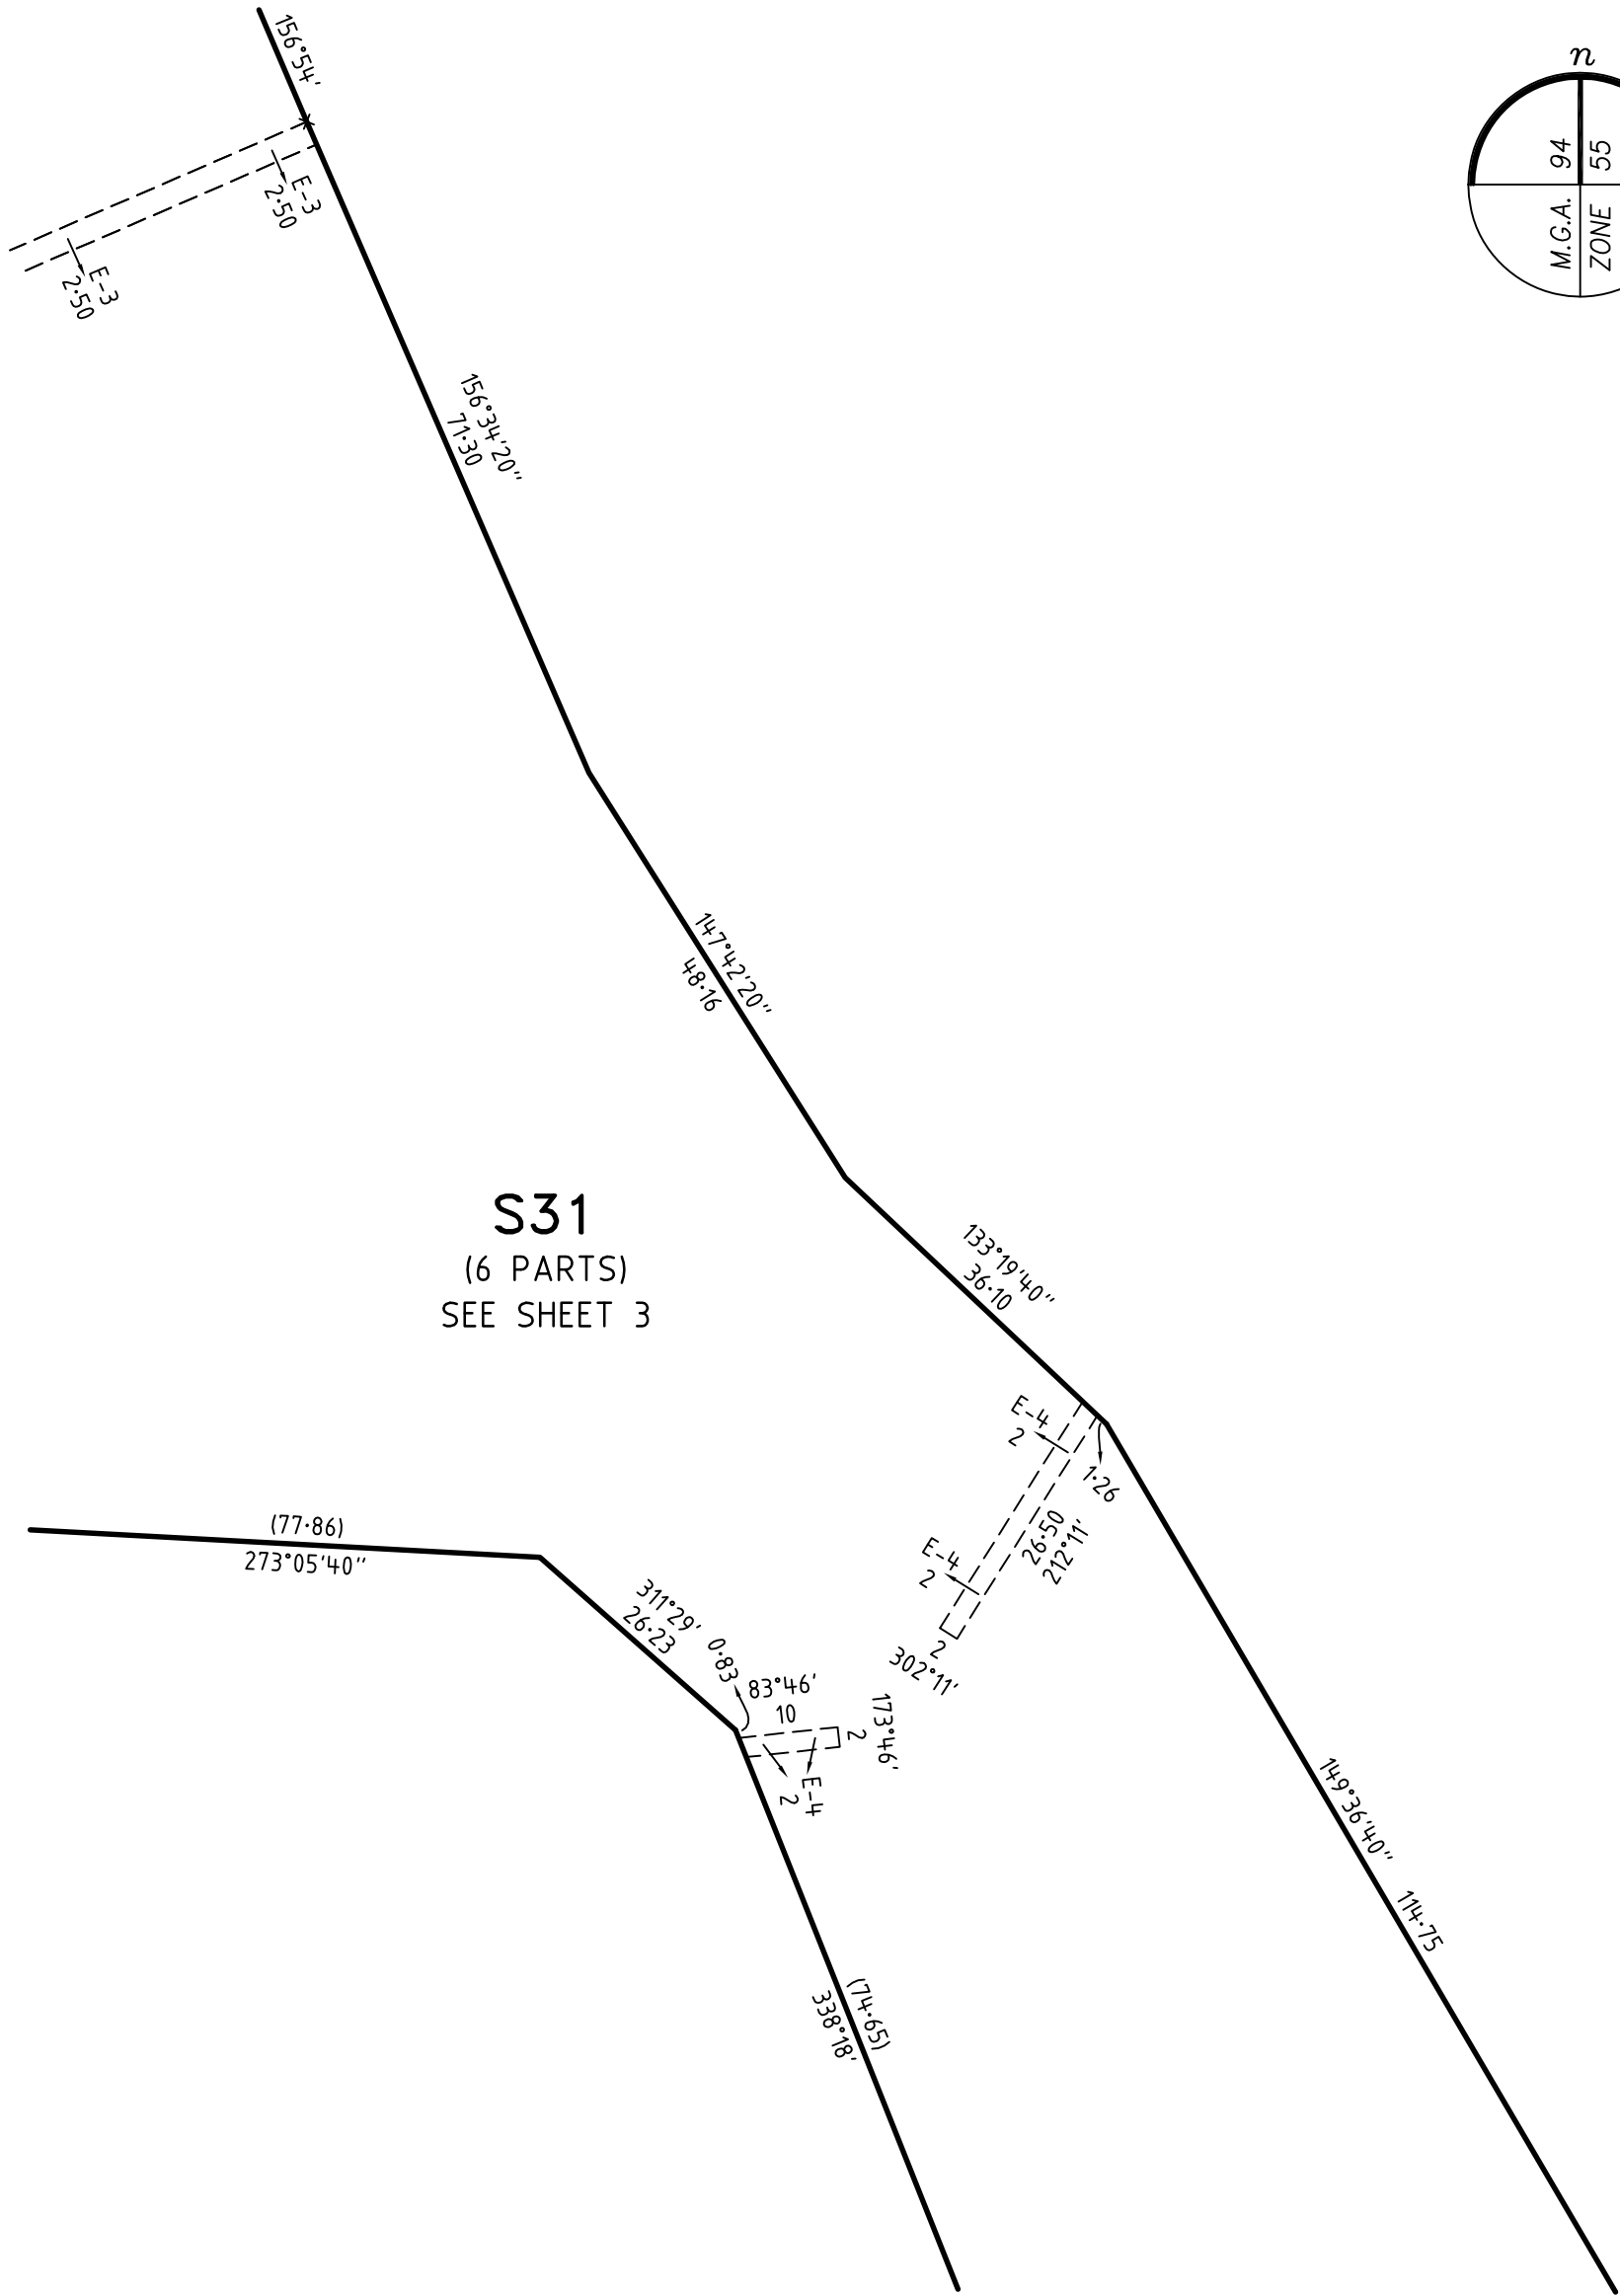 n
94
55
M.G.A.
ZONE
156°54'
E-3
2·50
E-3
2·50
156°34'20"
71·30
147°42'20"
48·16
S31
(6 PARTS)
SEE SHEET 3
133°19'40"
36·10
E-4
2
1·26
26·50
212°11'
E-4
2
2
302°11'
(77·86)
273°05'40"
311°29'
26·23
0·83
83°46'
10
173°46'
2
E-4
2
149°36'40"
114·75
(74·65)
338°18'